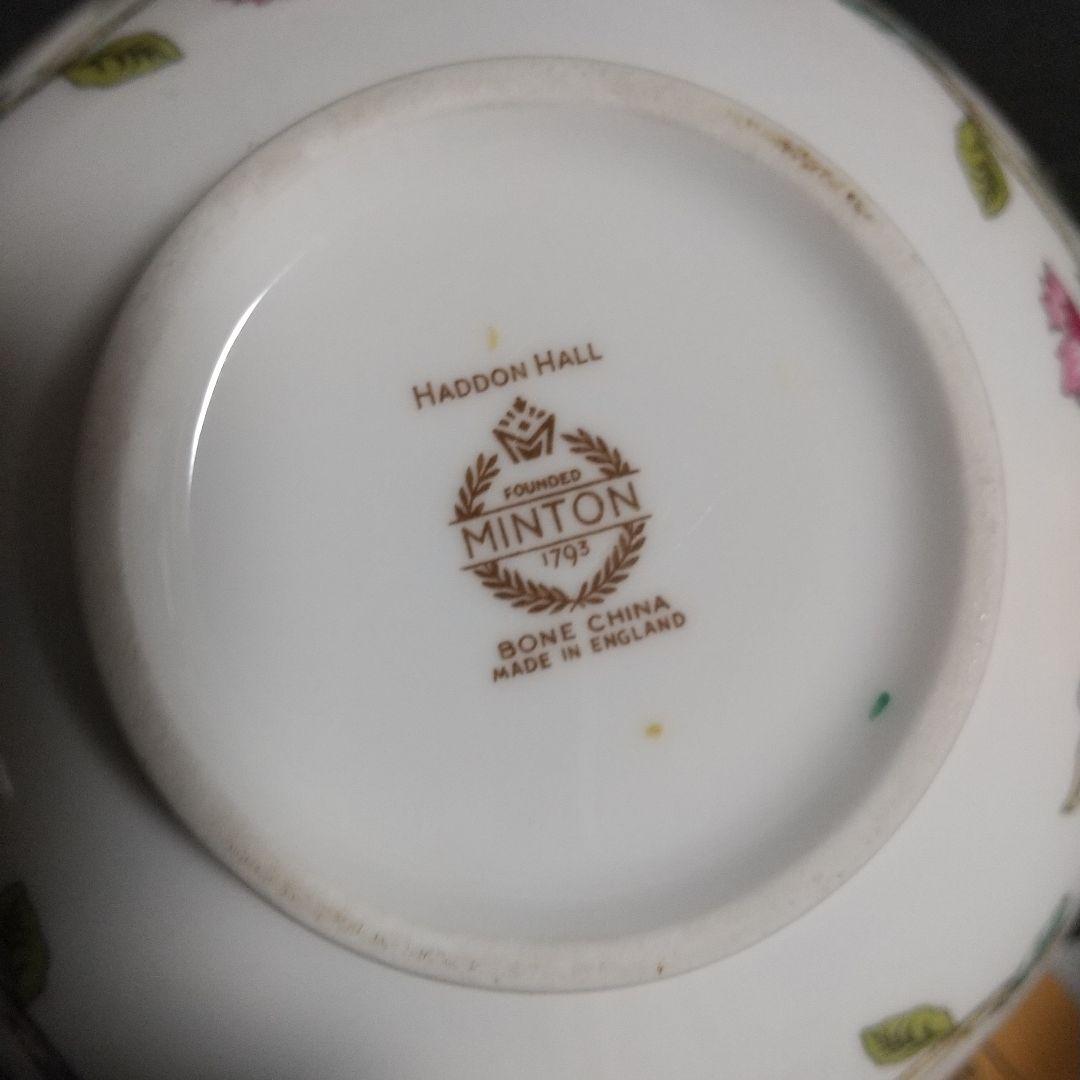 HADDON HALL
FOUNDED
MINTON
1793
BONE CHINA
MADE IN ENGLAND